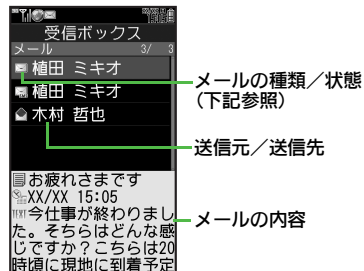 受信ボックス
メール 3/ 3
植田 ミキオ
植田 ミキオ
木村 哲也
お疲れさまです
XX/XX 15:05
TEXT今仕事が終わりまし
た。そちらはどんな感
じですか？こちらは20
時頃に現地に到着予定
メールの種類／状態
(下記参照)
送信元／送信先
メールの内容